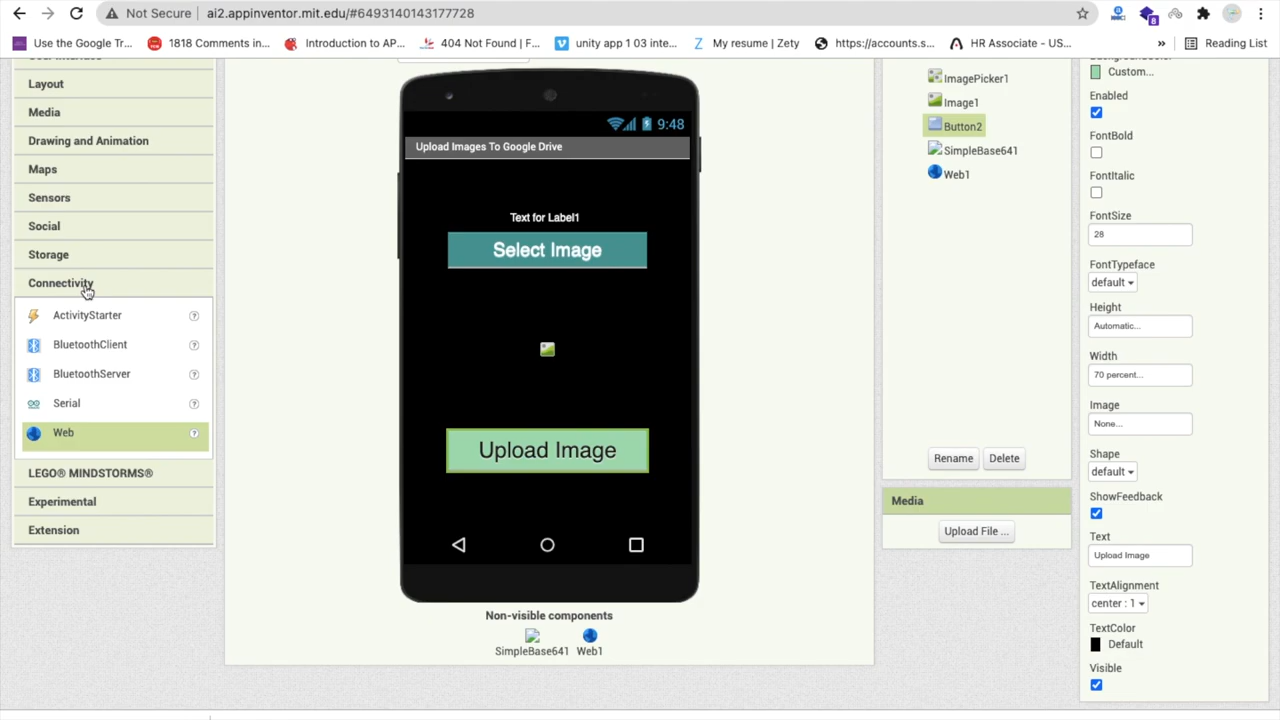 Not Secure
ai2.appinventor.mit.edu/#6493140143177728
8
Use the Google Tr...
1818 Comments in...
Introduction to AP...
404 Not Found | F...
unity app 1 03 inte...
Z My resume | Zety
https://accounts.s...
HR Associate - US...
»
Reading List
User Interface
Layout
Media
Drawing and Animation
Maps
Sensors
Social
Storage
Connectivity
ActivityStarter ?
BluetoothClient ?
BluetoothServer ?
Serial ?
Web ?
LEGO® MINDSTORMS®
Experimental
Extension
9:48
Upload Images To Google Drive
Text for Label1
Select Image
Upload Image
Non-visible components
SimpleBase641
Web1
ImagePicker1
Image1
Button2
SimpleBase641
Web1
Rename
Delete
Media
Upload File ...
BackgroundColor
Custom...
Enabled
FontBold
FontItalic
FontSize
28
FontTypeface
default
Height
Automatic...
Width
70 percent...
Image
None...
Shape
default
ShowFeedback
Text
Upload Image
TextAlignment
center : 1
TextColor
Default
Visible